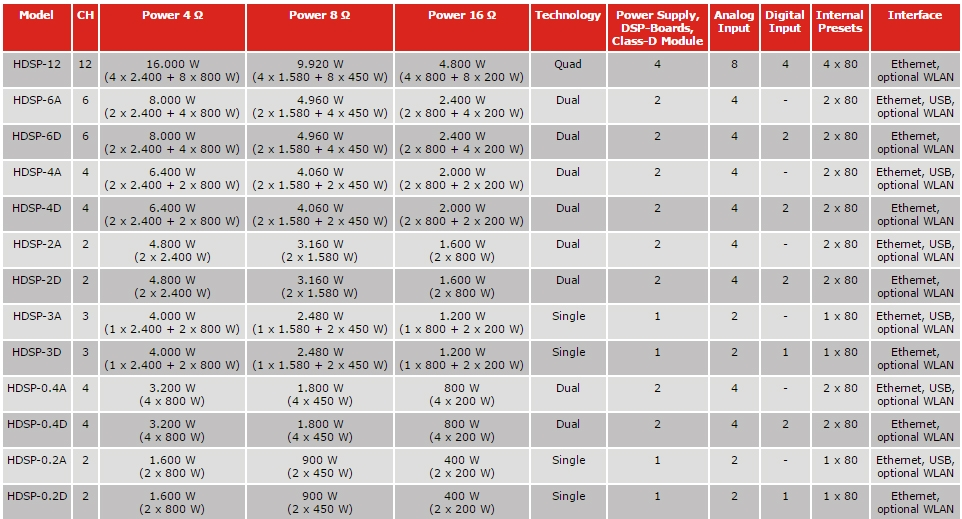 Model CH Power 4 Ω Power 8 Ω Power 16 Ω Technology Power Supply, Analog Digital Internal Interface
DSP-Boards, Input Input Presets
Class-D Module
HDSP-12 12 16.000 W 9.920 W 4.800 W Quad 4 8 4 4 x 80 Ethernet,
(4 x 2.400 + 8 x 800 W) (4 x 1.580 + 8 x 450 W) (4 x 800 + 8 x 200 W) optional WLAN
HDSP-6A 6 8.000 W 4.960 W 2.400 W Dual 2 4 - 2 x 80 Ethernet, USB,
(2 x 2.400 + 4 x 800 W) (2 x 1.580 + 4 x 450 W) (2 x 800 + 4 x 200 W) optional WLAN
HDSP-6D 6 8.000 W 4.960 W 2.400 W Dual 2 4 2 2 x 80 Ethernet,
(2 x 2.400 + 4 x 800 W) (2 x 1.580 + 4 x 450 W) (2 x 800 + 4 x 200 W) optional WLAN
HDSP-4A 4 6.400 W 4.060 W 2.000 W Dual 2 4 - 2 x 80 Ethernet, USB,
(2 x 2.400 + 2 x 800 W) (2 x 1.580 + 2 x 450 W) (2 x 800 + 2 x 200 W) optional WLAN
HDSP-4D 4 6.400 W 4.060 W 2.000 W Dual 2 4 2 2 x 80 Ethernet,
(2 x 2.400 + 2 x 800 W) (2 x 1.580 + 2 x 450 W) (2 x 800 + 2 x 200 W) optional WLAN
HDSP-2A 2 4.800 W 3.160 W 1.600 W Dual 2 4 - 2 x 80 Ethernet, USB,
(2 x 2.400 W) (2 x 1.580 W) (2 x 800 W) optional WLAN
HDSP-2D 2 4.800 W 3.160 W 1.600 W Dual 2 4 2 2 x 80 Ethernet,
(2 x 2.400 W) (2 x 1.580 W) (2 x 800 W) optional WLAN
HDSP-3A 3 4.000 W 2.480 W 1.200 W Single 1 2 - 1 x 80 Ethernet, USB,
(1 x 2.400 + 2 x 800 W) (1 x 1.580 + 2 x 450 W) (1 x 800 + 2 x 200 W) optional WLAN
HDSP-3D 3 4.000 W 2.480 W 1.200 W Single 1 2 1 1 x 80 Ethernet,
(1 x 2.400 + 2 x 800 W) (1 x 1.580 + 2 x 450 W) (1 x 800 + 2 x 200 W) optional WLAN
HDSP-0.4A 4 3.200 W 1.800 W 800 W Dual 2 4 - 2 x 80 Ethernet, USB,
(4 x 800 W) (4 x 450 W) (4 x 200 W) optional WLAN
HDSP-0.4D 4 3.200 W 1.800 W 800 W Dual 2 4 2 2 x 80 Ethernet,
(4 x 800 W) (4 x 450 W) (4 x 200 W) optional WLAN
HDSP-0.2A 2 1.600 W 900 W 400 W Single 1 2 - 1 x 80 Ethernet, USB,
(2 x 800 W) (2 x 450 W) (2 x 200 W) optional WLAN
HDSP-0.2D 2 1.600 W 900 W 400 W Single 1 2 1 1 x 80 Ethernet,
(2 x 800 W) (2 x 450 W) (2 x 200 W) optional WLAN